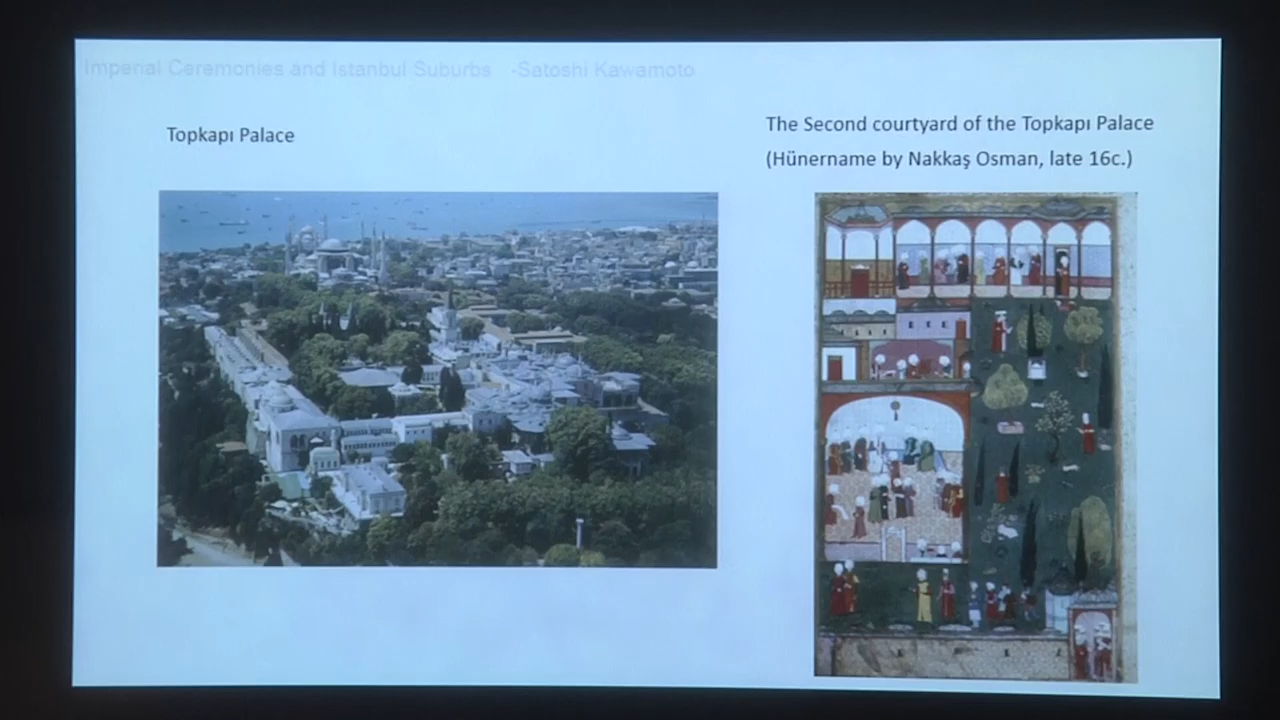 Imperial Ceremonies and Istanbul Suburbs -Satoshi Kawamoto
Topkapı Palace
The Second courtyard of the Topkapı Palace
(Hünername by Nakkaş Osman, late 16c.)